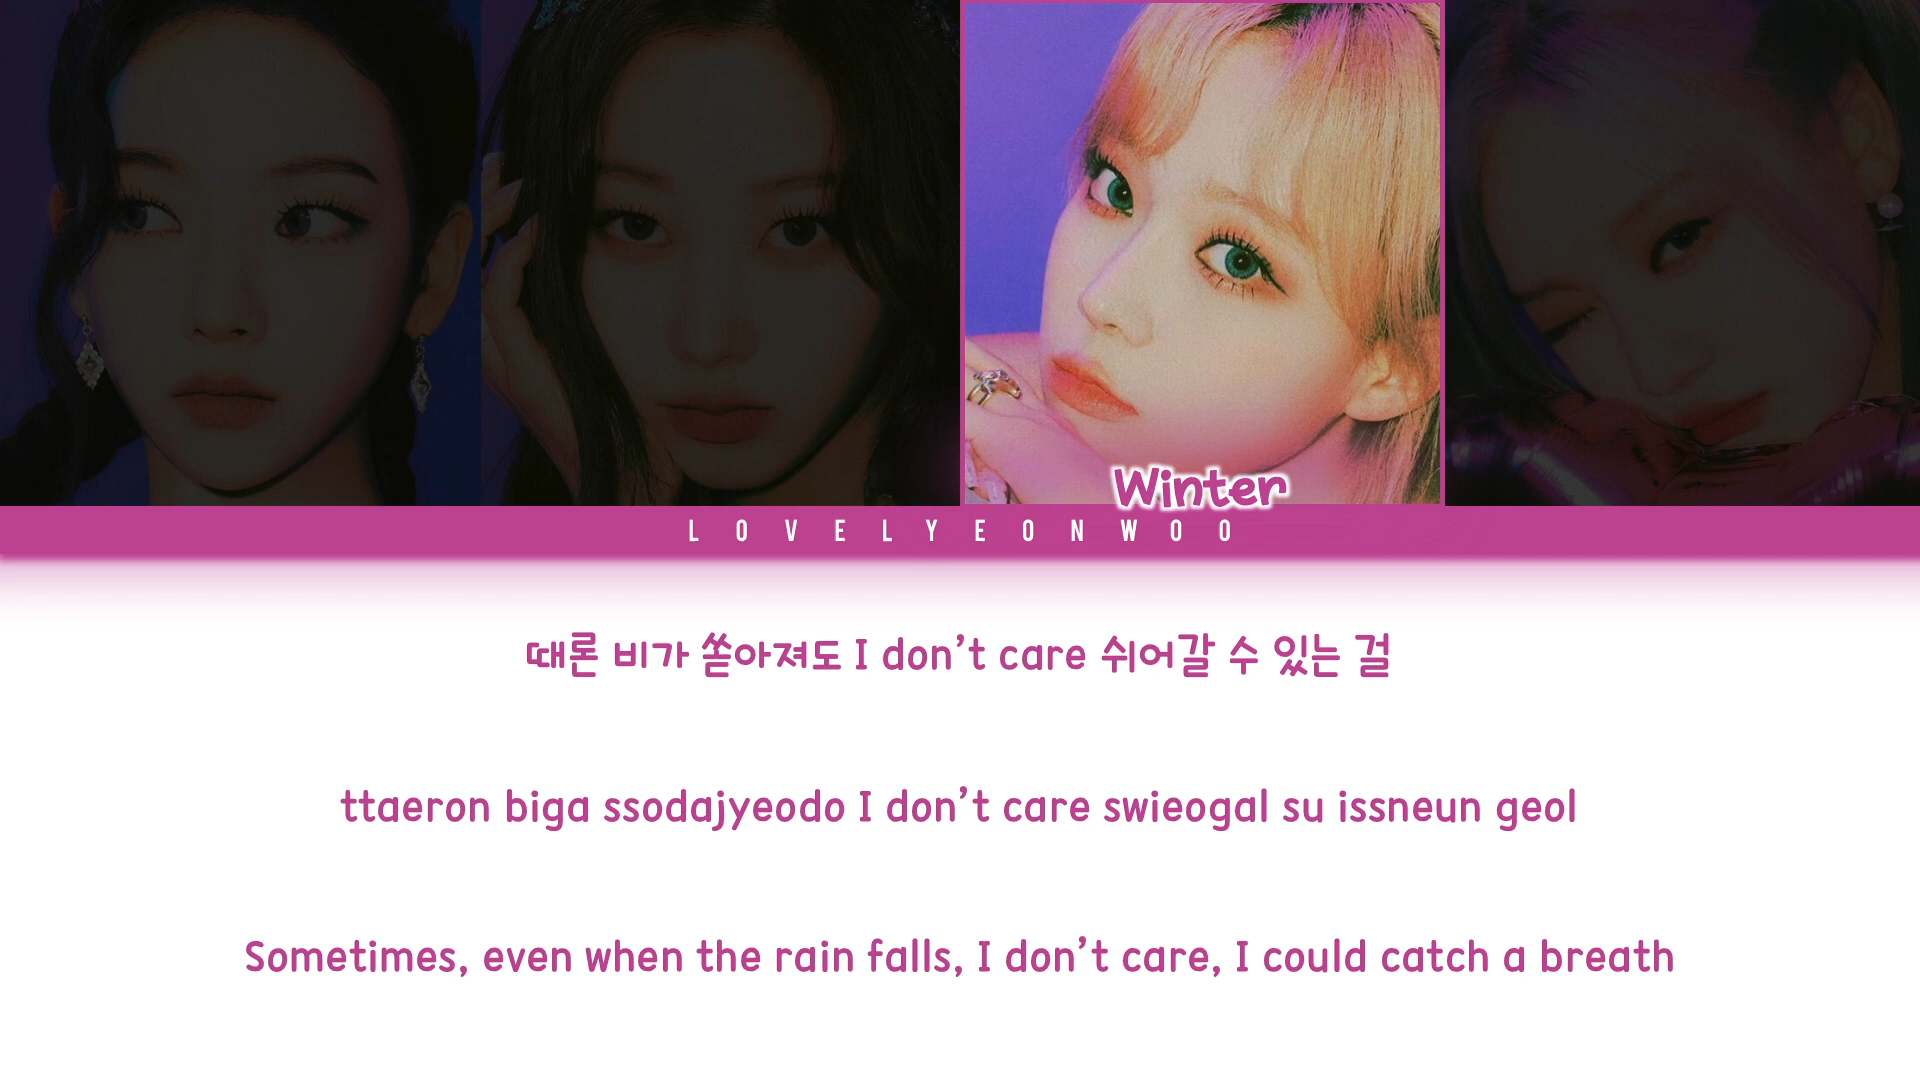 Winter
LOVELYEONWOO
때론 비가 쏟아져도 I don’t care 쉬어갈 수 있는 걸
ttaeron biga ssodajyeodo I don’t care swieogal su issneun geol
Sometimes, even when the rain falls, I don’t care, I could catch a breath